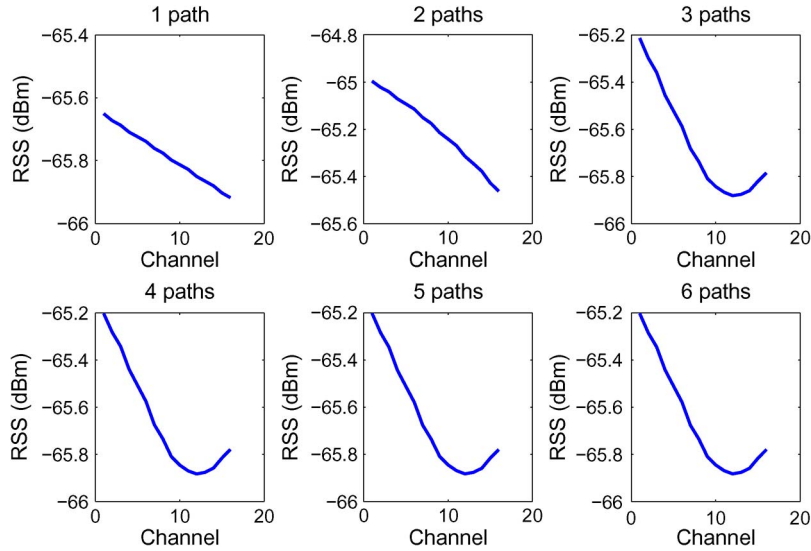 1 path
−65.4
−65.6
−65.8
−66
RSS (dBm)
0 10 20
Channel
2 paths
−64.8
−65
−65.2
−65.4
−65.6
RSS (dBm)
0 10 20
Channel
3 paths
−65.2
−65.4
−65.6
−65.8
−66
RSS (dBm)
0 10 20
Channel
4 paths
−65.2
−65.4
−65.6
−65.8
−66
RSS (dBm)
0 10 20
Channel
5 paths
−65.2
−65.4
−65.6
−65.8
−66
RSS (dBm)
0 10 20
Channel
6 paths
−65.2
−65.4
−65.6
−65.8
−66
RSS (dBm)
0 10 20
Channel